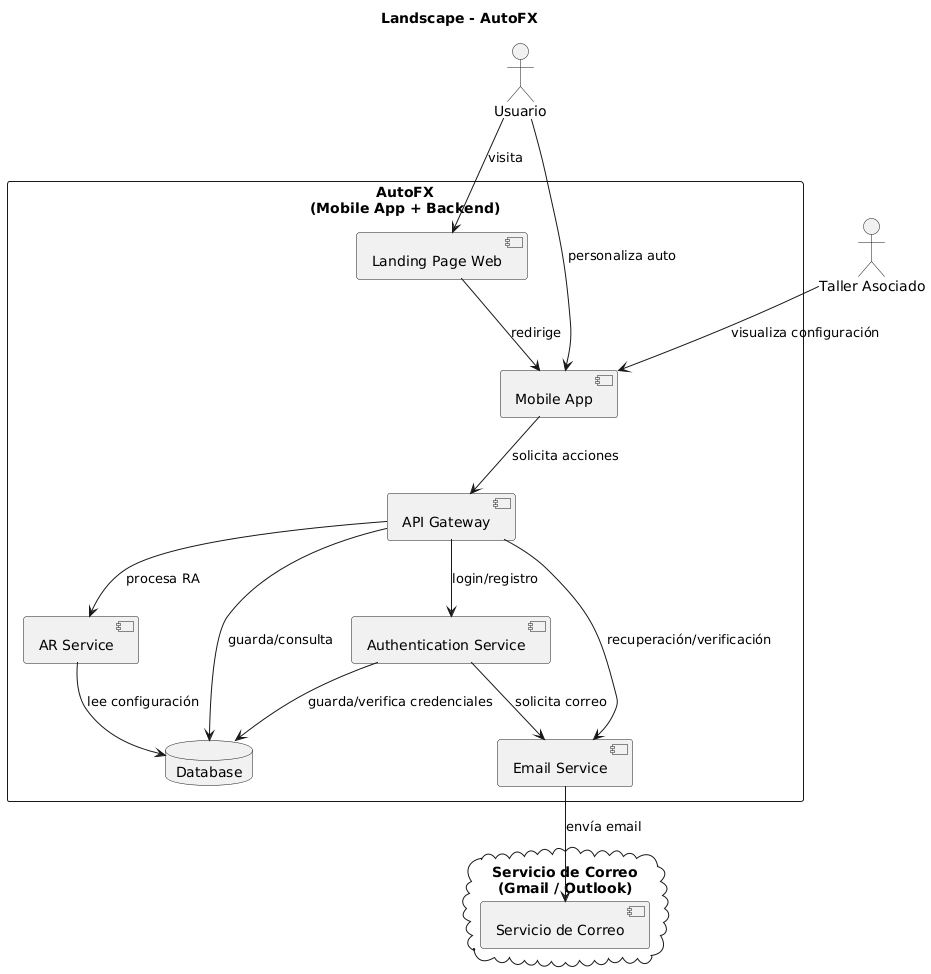 Landscape - AutoFX
Usuario
visita
AutoFX
(Mobile App + Backend)
Landing Page Web
personaliza auto
Taller Asociado
redirige
visualiza configuración
Mobile App
solicita acciones
API Gateway
procesa RA
login/registro
guarda/consulta
recuperación/verificación
AR Service
Authentication Service
lee configuración
guarda/verifica credenciales
solicita correo
Database
Email Service
envía email
Servicio de Correo
(Gmail / Outlook)
Servicio de Correo